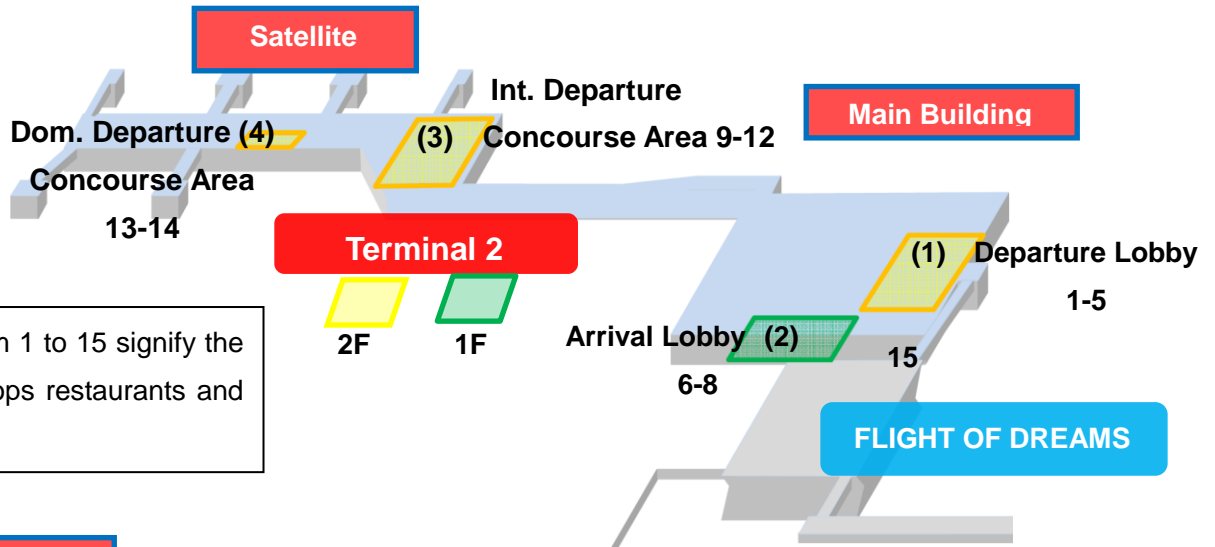 Satellite
Int. Departure
Concourse Area 9-12
(3)
Main Building
Dom. Departure (4)
Concourse Area
13-14
Terminal 2
2F
1F
(1) Departure Lobby
1-5
Arrival Lobby (2)
6-8
15
1 to 15 signify the
restaurants and
FLIGHT OF DREAMS